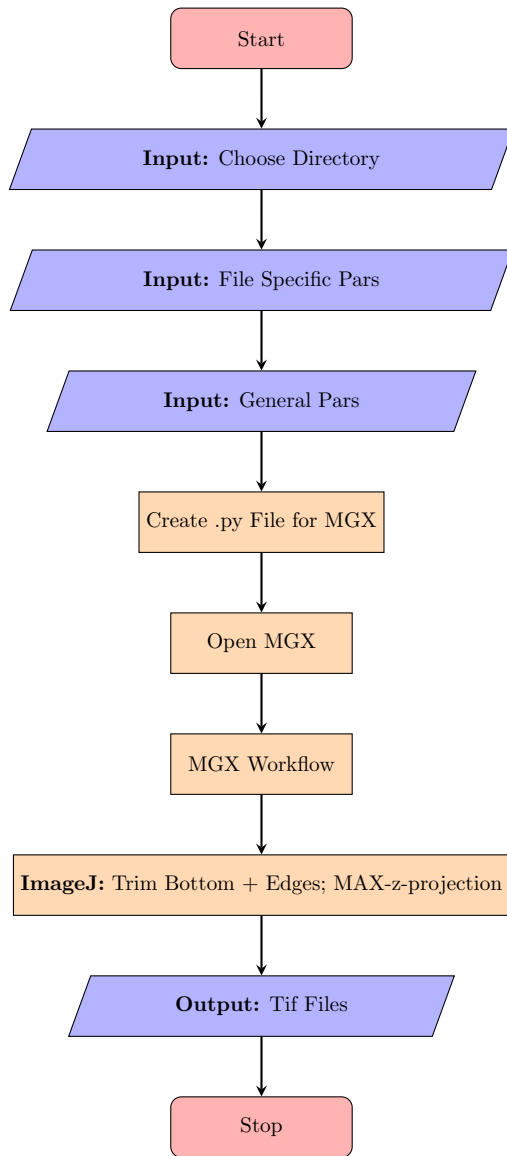 Start
Input: Choose Directory
Input: File Specific Pars
Input: General Pars
Create .py File for MGX
Open MGX
MGX Workflow
ImageJ: Trim Bottom + Edges; MAX-z-projection
Output: Tif Files
Stop